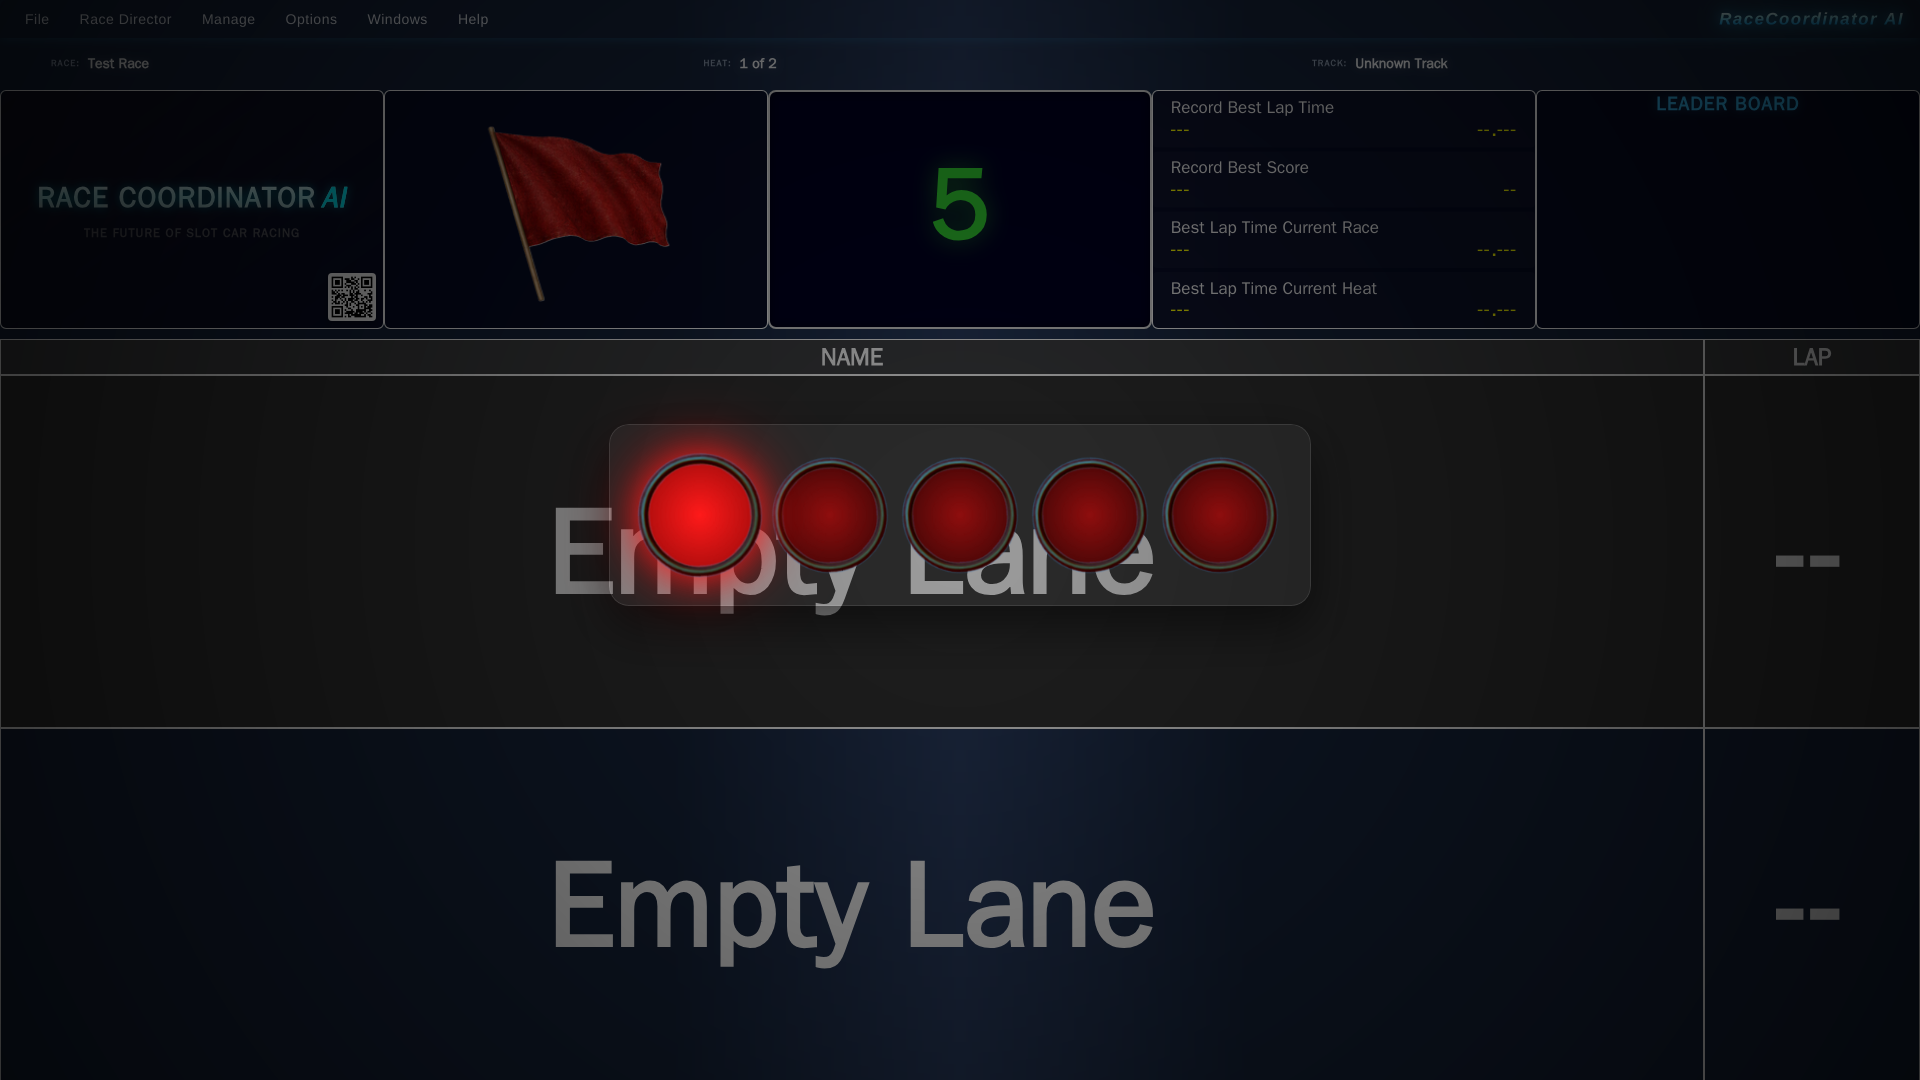 File Race Director Manage Options Windows Help RaceCoordinator AI
RACE: Test Race HEAT: 1 of 2 TRACK: Unknown Track
RACE COORDINATOR AI
THE FUTURE OF SLOT CAR RACING
5
Record Best Lap Time
--- --.---
Record Best Score
--- --
Best Lap Time Current Race
--- --.---
Best Lap Time Current Heat
--- --.---
LEADER BOARD
NAME LAP
Empty Lane --
Empty Lane --